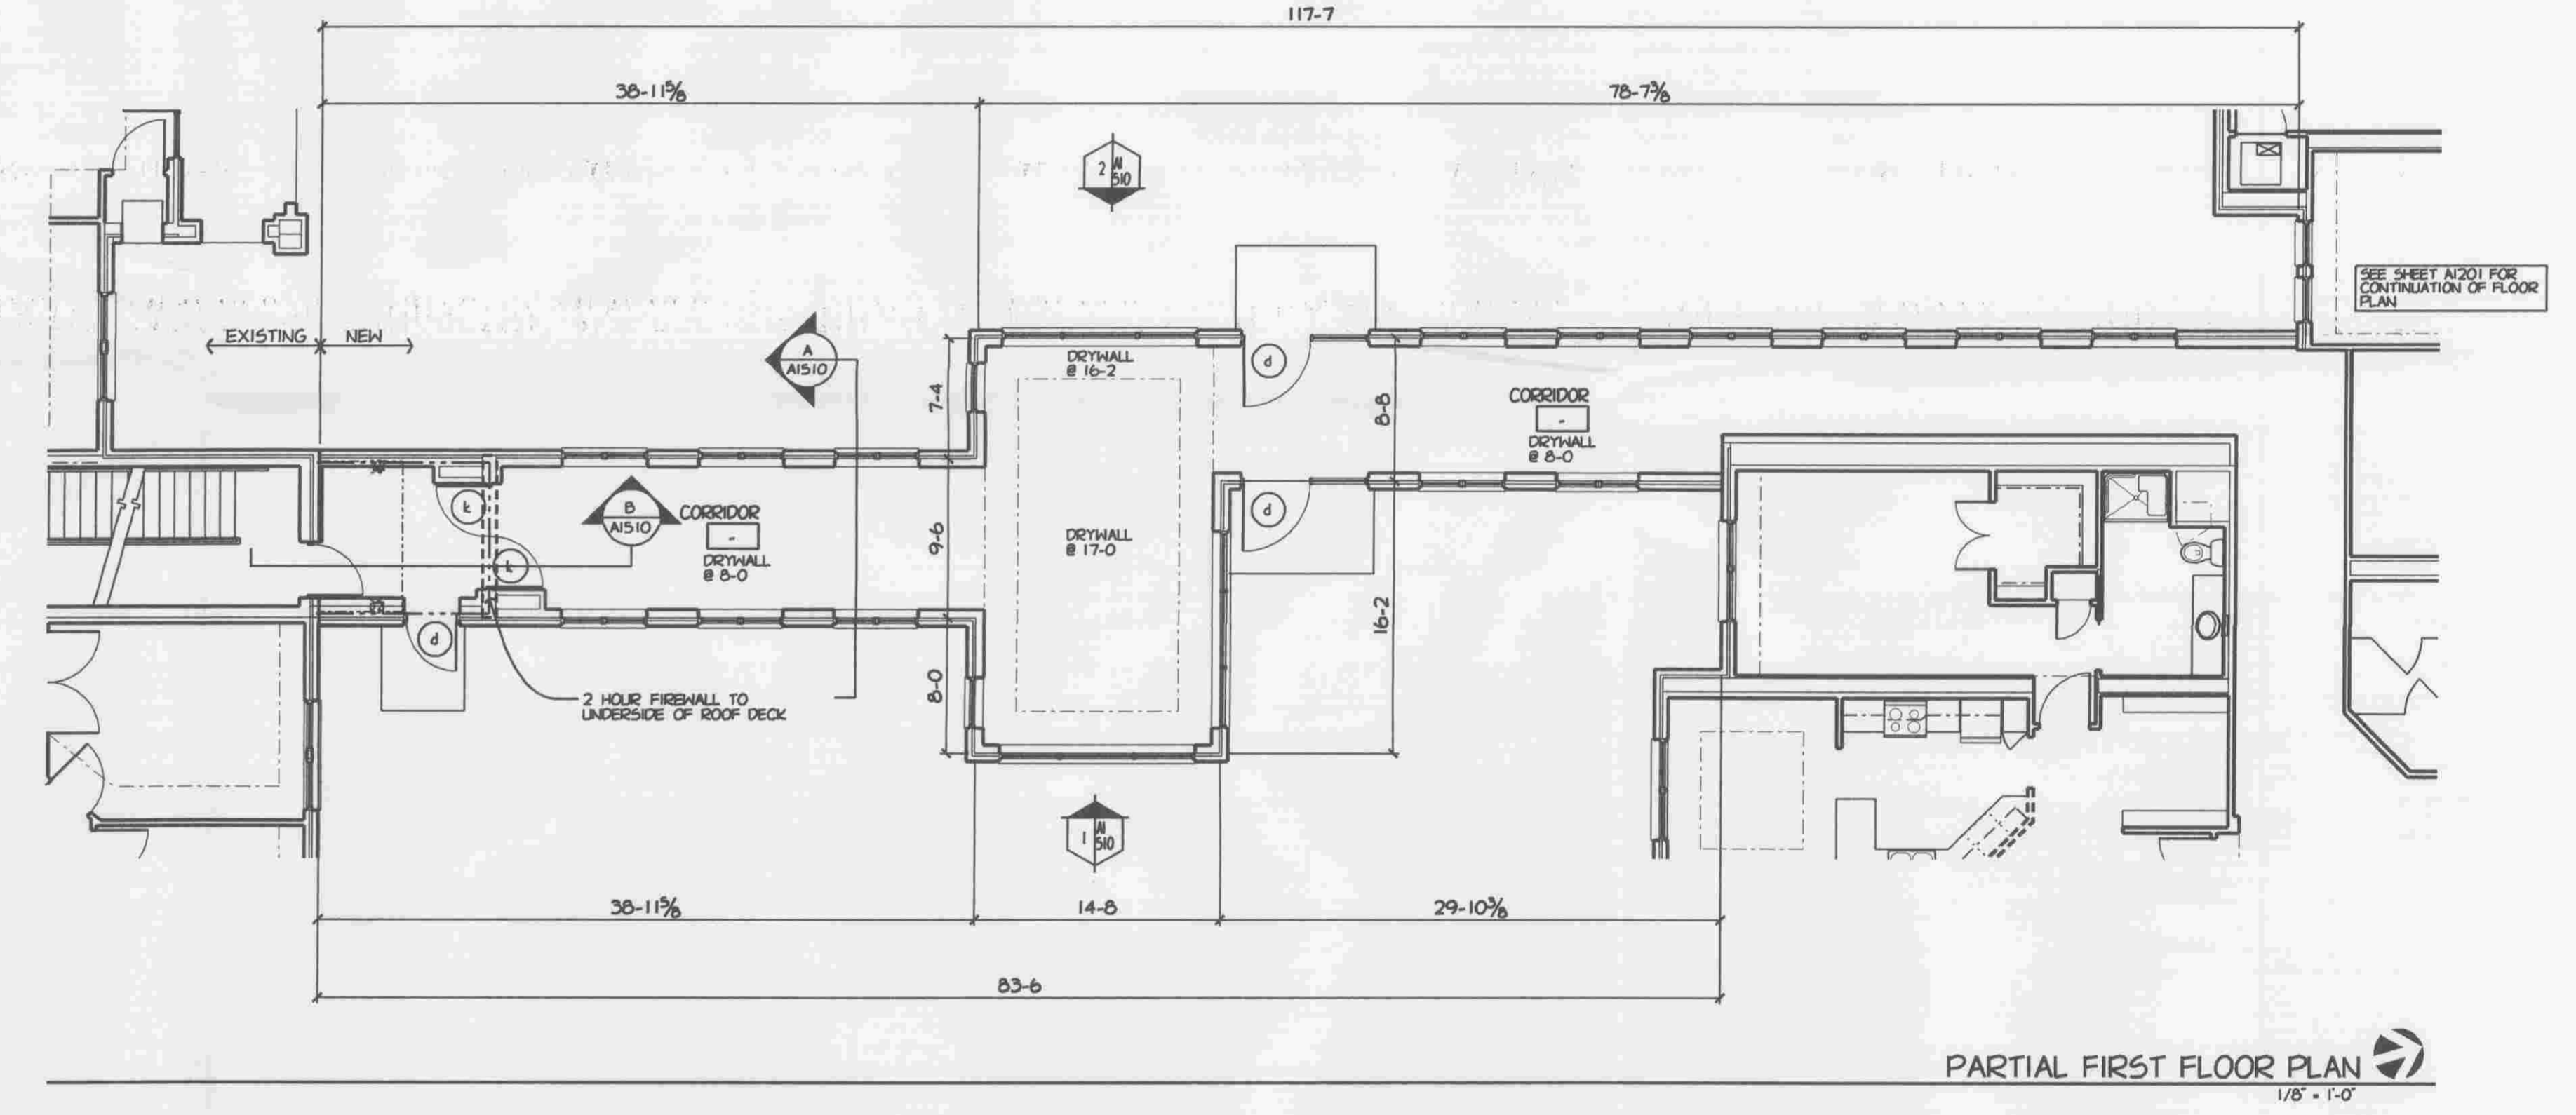 117-7
38-11⅝
78-7⅜
2 A1 510
SEE SHEET A1201 FOR
CONTINUATION OF FLOOR
PLAN
EXISTING
NEW
A
A1510
DRYWALL
@ 16-2
d
7-4
8-8
CORRIDOR
-
DRYWALL
@ 8-0
k
B
A1510
CORRIDOR
-
DRYWALL
@ 8-0
9-6
DRYWALL
@ 17-0
d
k
16-2
d
8-0
2 HOUR FIREWALL TO
UNDERSIDE OF ROOF DECK
1 A1 510
38-11⅝
14-8
29-10⅜
83-6
PARTIAL FIRST FLOOR PLAN
1/8" = 1'-0"